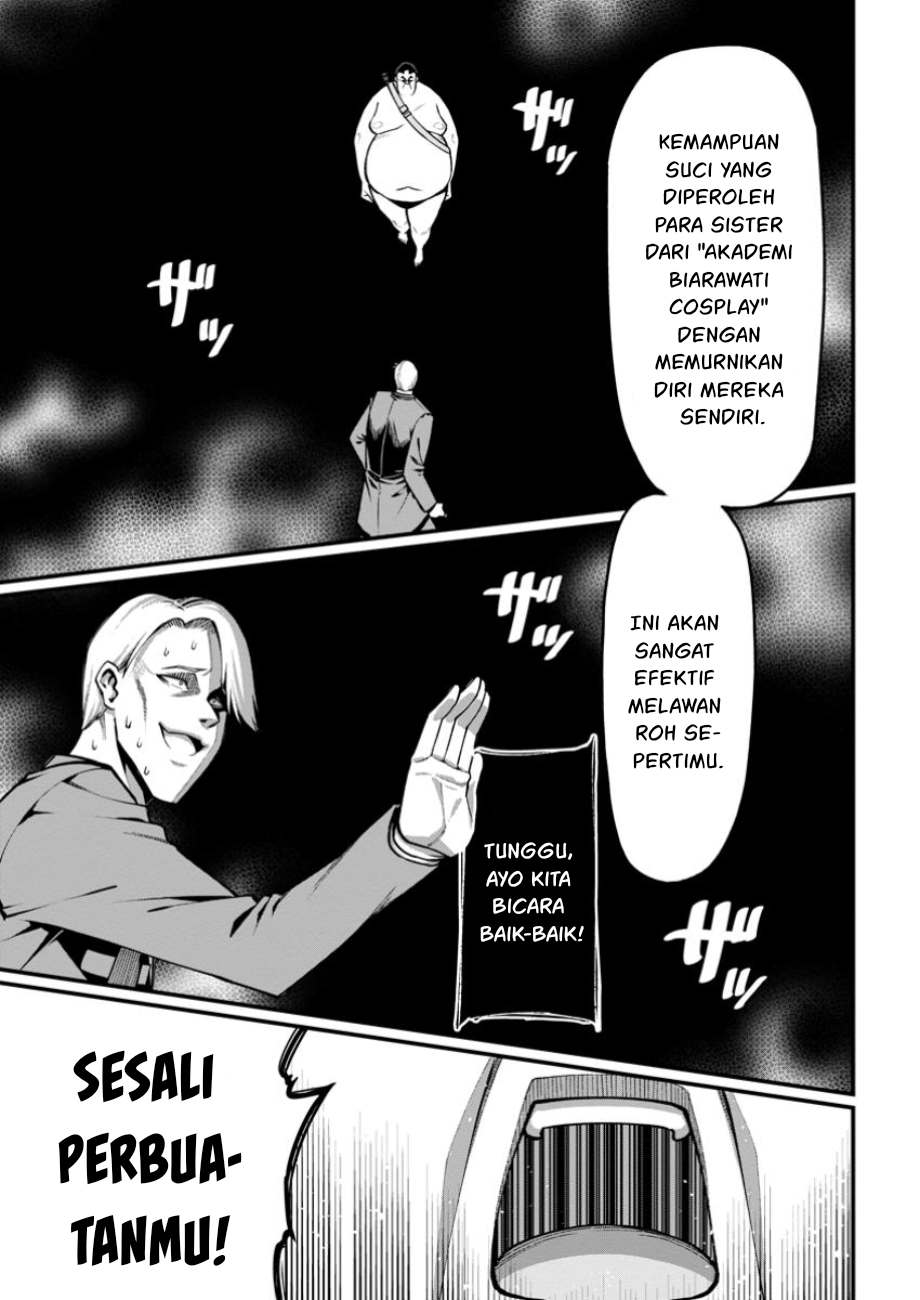 KEMAMPUAN
SUCI YANG
DIPEROLEH
PARA SISTER
DARI "AKADEMI
BIARAWATI
COSPLAY"
DENGAN
MEMURNIKAN
DIRI MEREKA
SENDIRI.
ザッ
ザッ
INI AKAN
SANGAT
EFEKTIF
MELAWAN
ROH SE-
PERTIMU.
ザッ
TUNGGU,
AYO KITA
BICARA
BAIK-BAIK!
ザッ
SESALI
PERBUA-
TANMU!